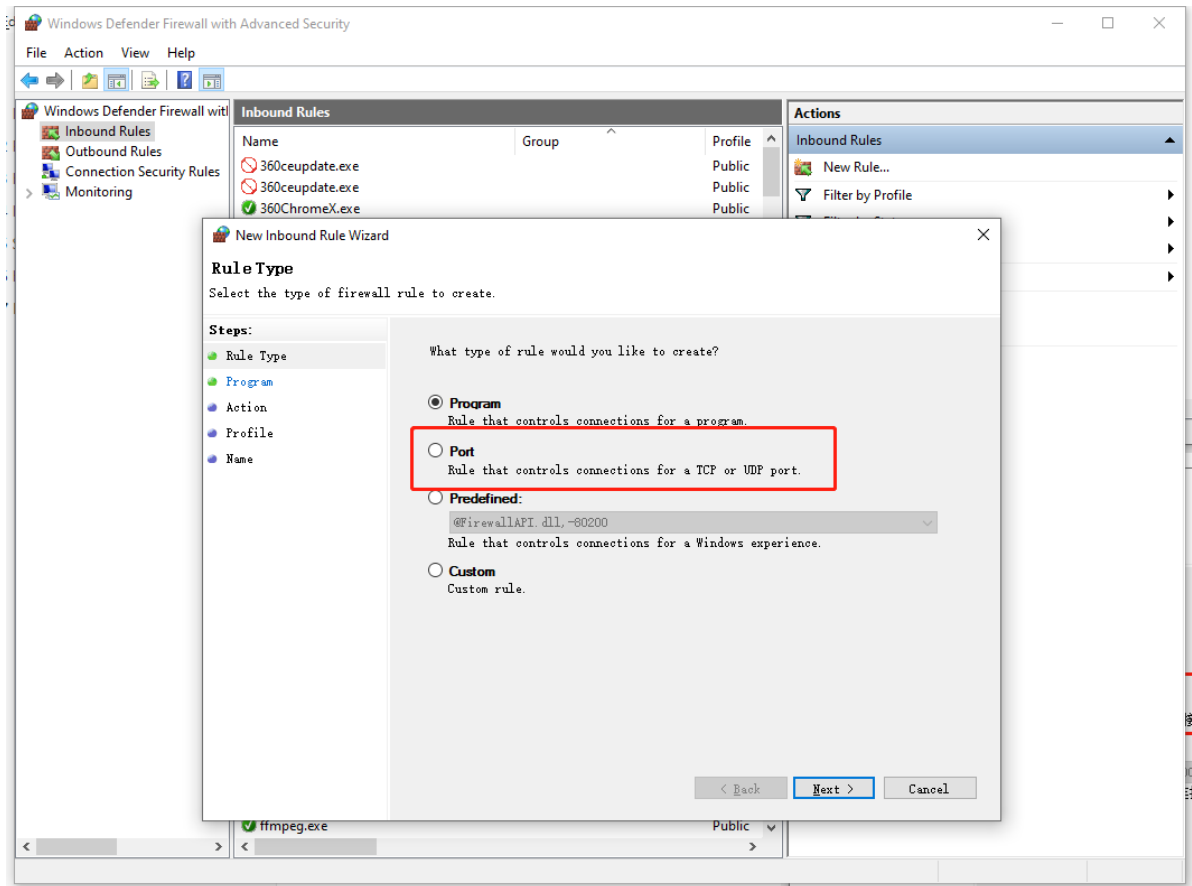 Windows Defender Firewall with Advanced Security
File Action View Help
Windows Defender Firewall witl
Inbound Rules
Outbound Rules
Connection Security Rules
Monitoring
Inbound Rules
Name Group Profile
360ceupdate.exe Public
360ceupdate.exe Public
360ChromeX.exe Public
Actions
Inbound Rules
New Rule...
Filter by Profile
New Inbound Rule Wizard
Rule Type
Select the type of firewall rule to create.
Steps:
Rule Type
Program
Action
Profile
Name
What type of rule would you like to create?
Program
Rule that controls connections for a program.
Port
Rule that controls connections for a TCP or UDP port.
Predefined:
@FirewallAPI.dll,-80200
Rule that controls connections for a Windows experience.
Custom
Custom rule.
< Back Next > Cancel
ffmpeg.exe Public